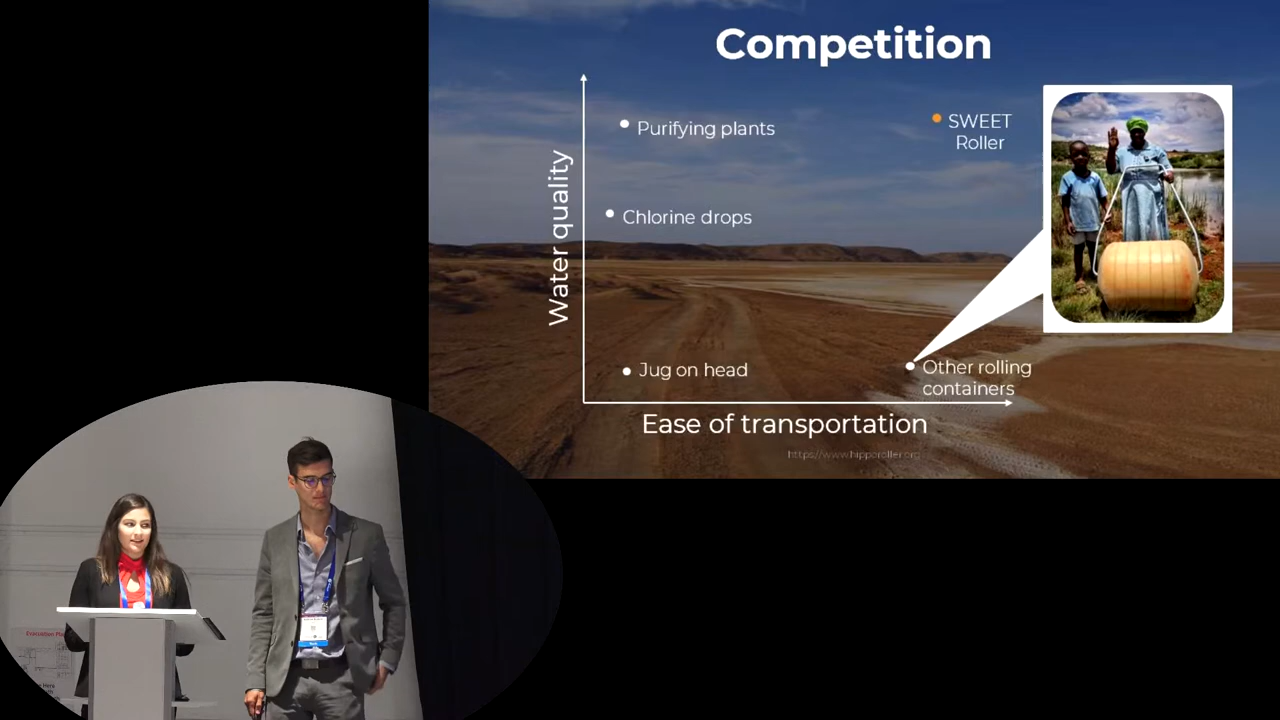 Competition
Purifying plants
SWEET
Roller
Chlorine drops
Water quality
Jug on head
Other rolling
containers
Ease of transportation
https://www.hipporoller.org